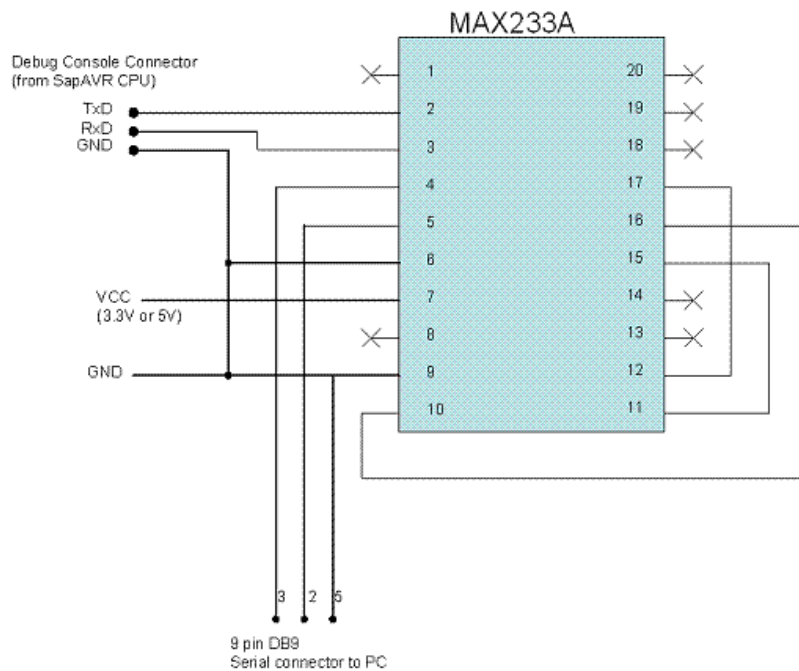 MAX233A
Debug Console Connector
(from SapAVR CPU)
TxD
RxD
GND
VCC
(3.3V or 5V)
GND
1 20
2 19
3 18
4 17
5 16
6 15
7 14
8 13
9 12
10 11
3 2 5
9 pin DB9
Serial connector to PC